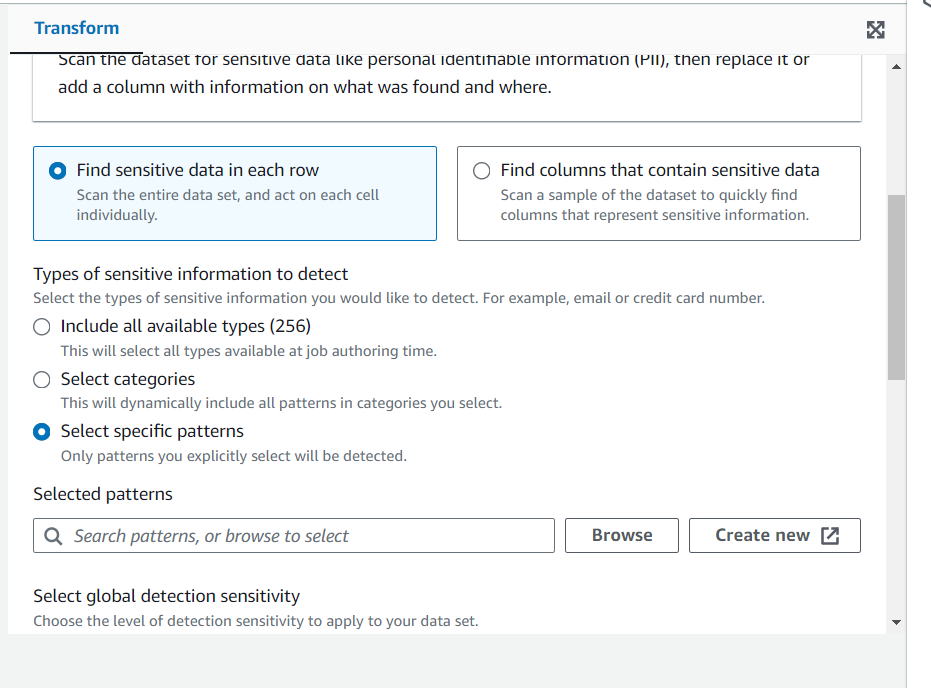 Transform
Scan the dataset for sensitive data like personal identifiable information (PII), then replace it or
add a column with information on what was found and where.
Find sensitive data in each row
Scan the entire data set, and act on each cell
individually.
Find columns that contain sensitive data
Scan a sample of the dataset to quickly find
columns that represent sensitive information.
Types of sensitive information to detect
Select the types of sensitive information you would like to detect. For example, email or credit card number.
Include all available types (256)
This will select all types available at job authoring time.
Select categories
This will dynamically include all patterns in categories you select.
Select specific patterns
Only patterns you explicitly select will be detected.
Selected patterns
Search patterns, or browse to select
Browse
Create new
Select global detection sensitivity
Choose the level of detection sensitivity to apply to your data set.